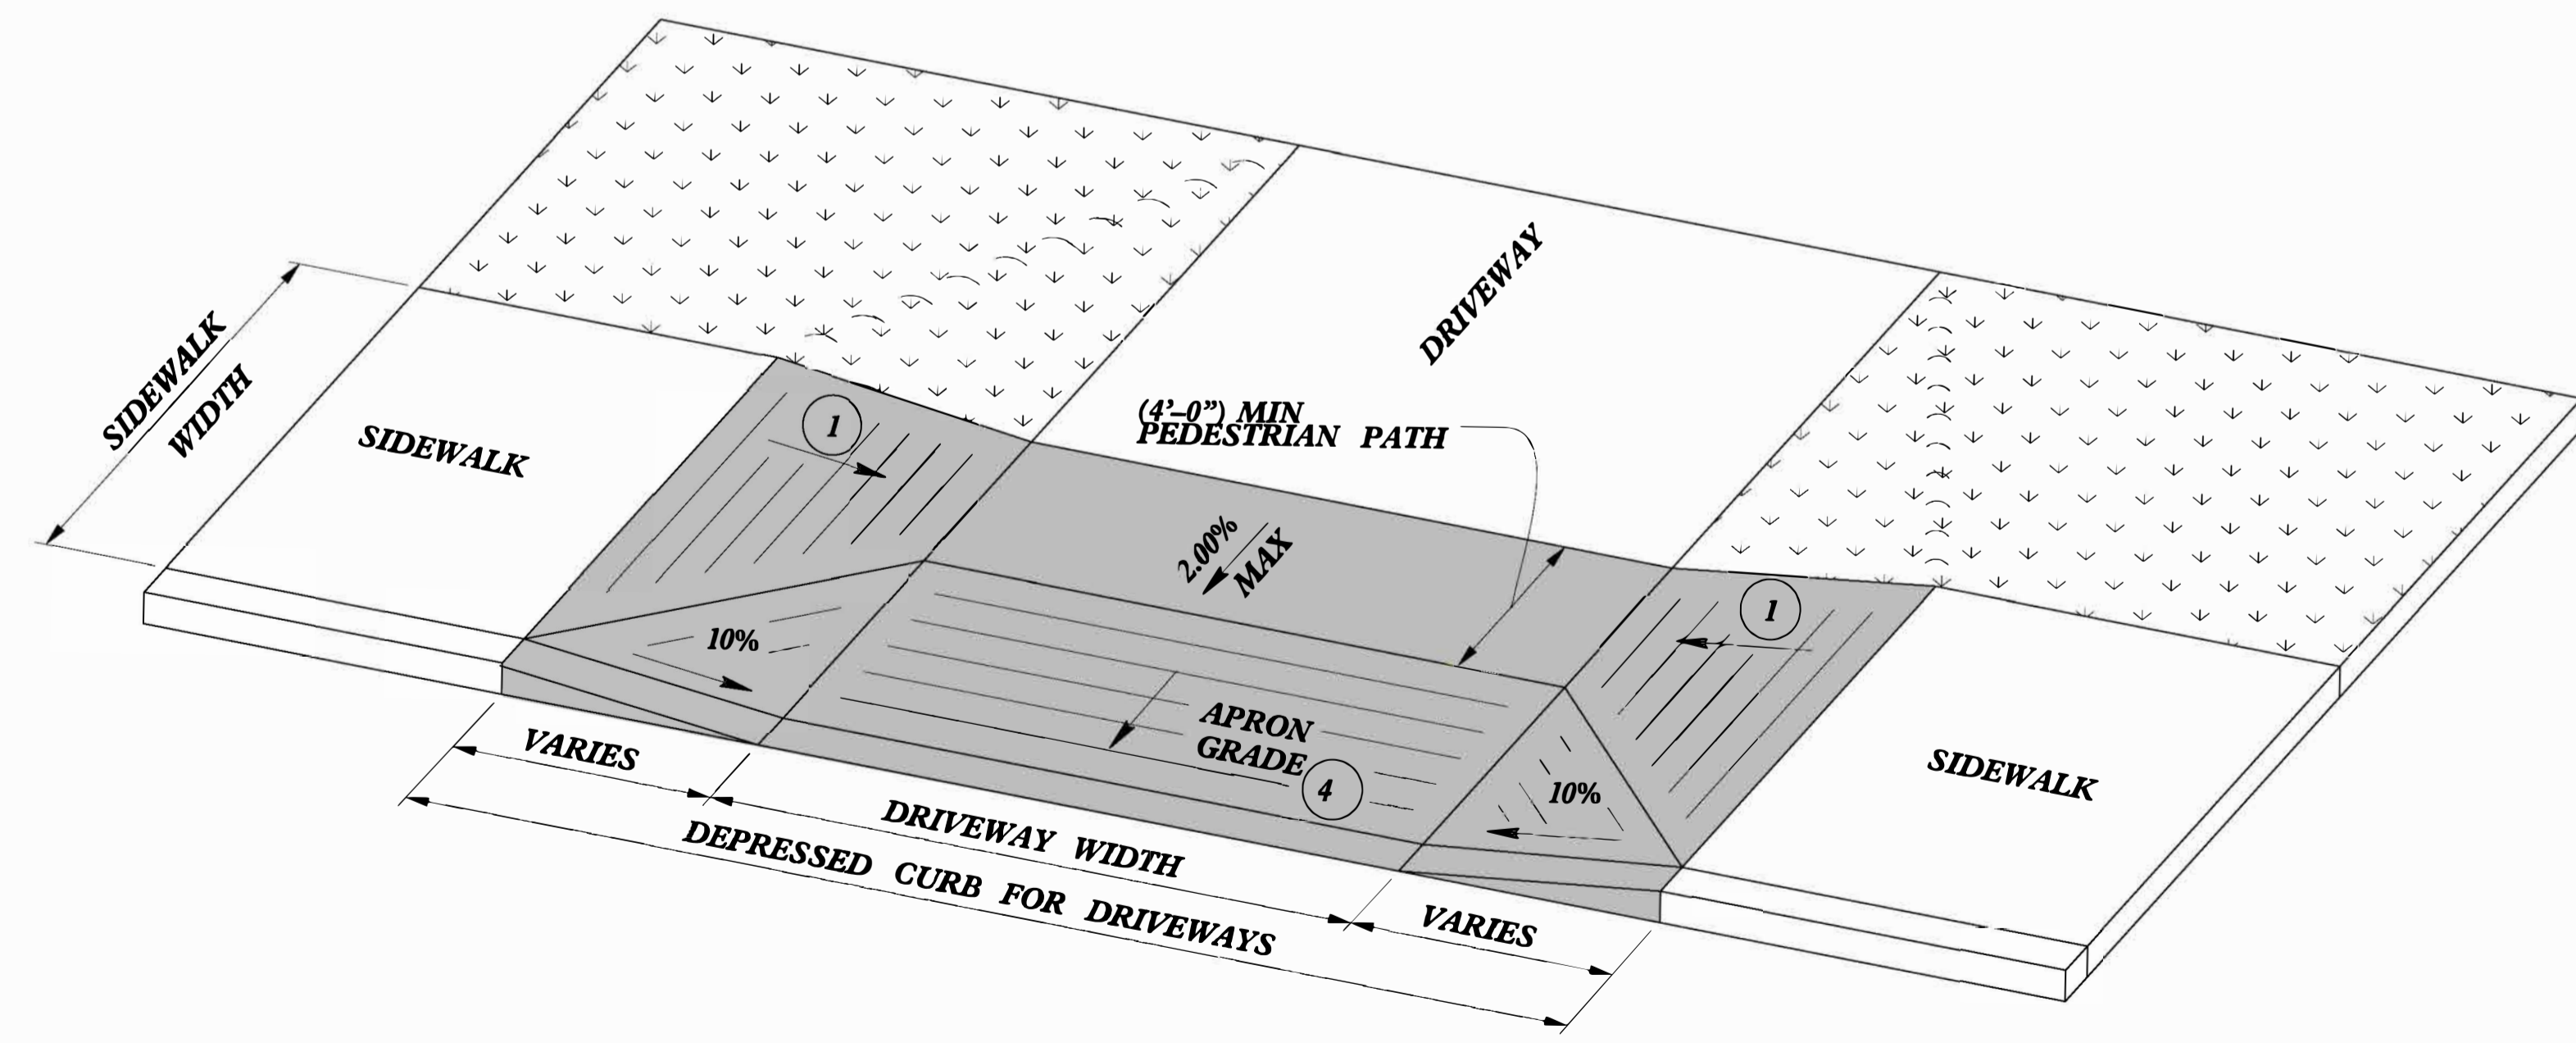 SIDEWALK
WIDTH
SIDEWALK
1
DRIVEWAY
(4'–0") MIN
PEDESTRIAN PATH
2.00%
MAX
1
10%
APRON
GRADE
4
10%
SIDEWALK
VARIES
DRIVEWAY WIDTH
VARIES
DEPRESSED CURB FOR DRIVEWAYS